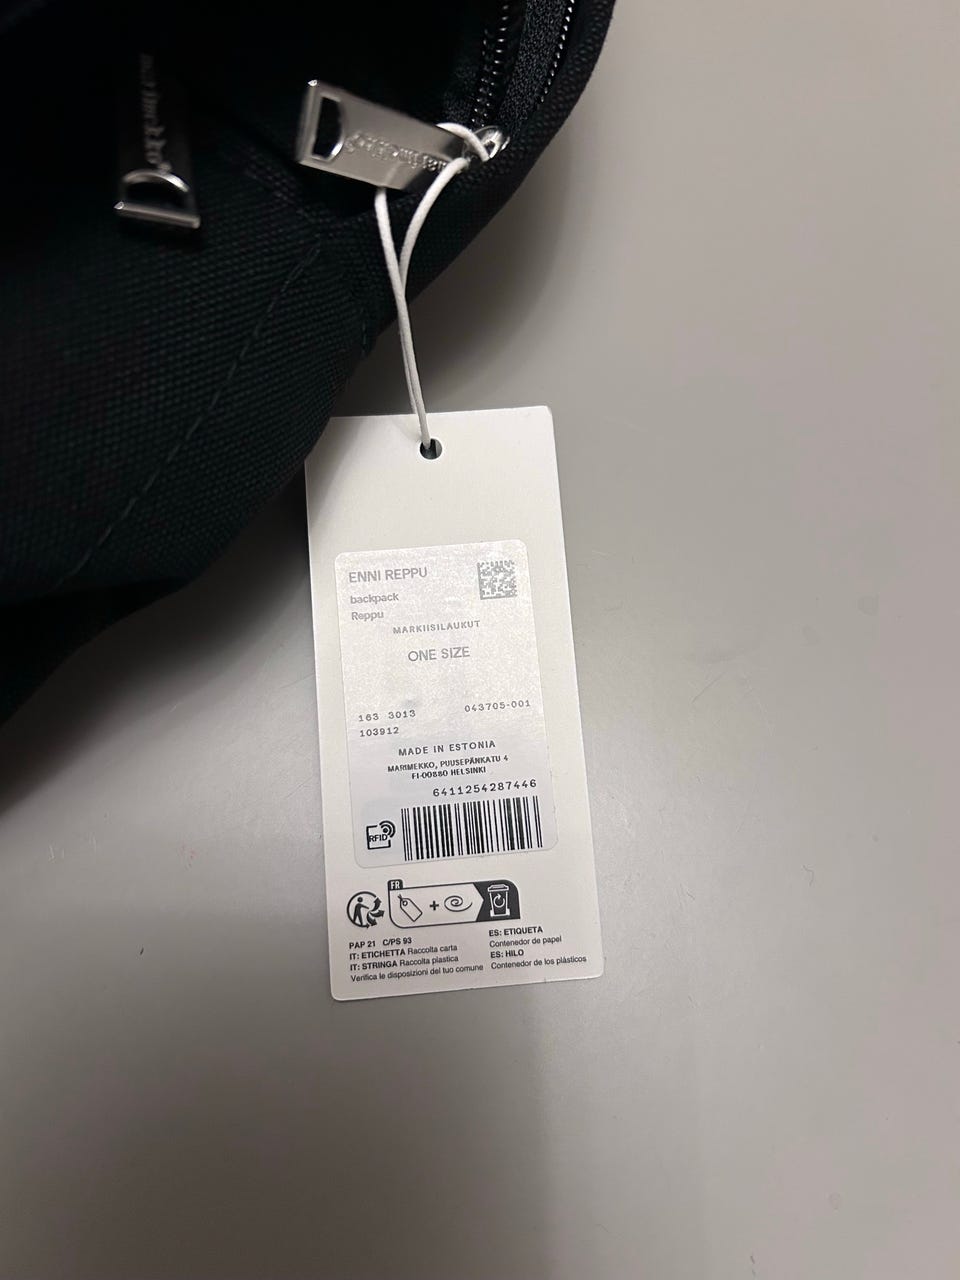 marimekko®
marimekko®
ENNI REPPU
backpack
Reppu
MARKIISILAUKUT
ONE SIZE
163 3013 043705-001
103912
MADE IN ESTONIA
MARIMEKKO, PUUSEPÄNKATU 4
FI-00880 HELSINKI
6411254287446
RFID
FR
PAP 21 C/PS 93
IT: ETICHETTA Raccolta carta
IT: STRINGA Raccolta plastica
Verifica le disposizioni del tuo comune
ES: ETIQUETA
Contenedor de papel
ES: HILO
Contenedor de los plásticos